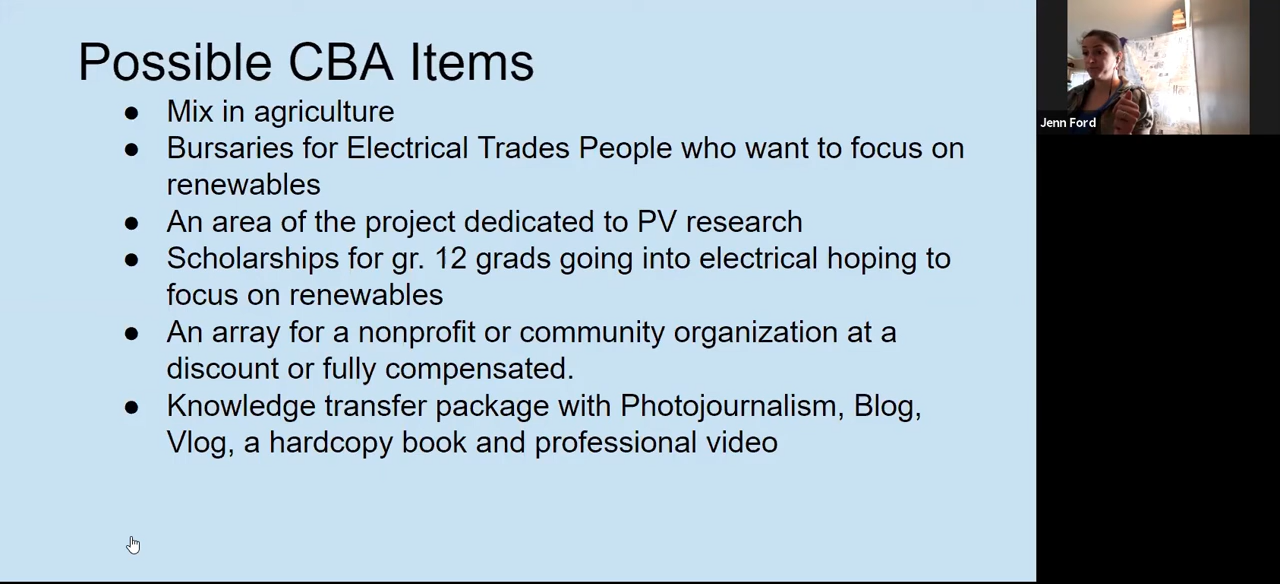 Possible CBA Items
● Mix in agriculture
● Bursaries for Electrical Trades People who want to focus on
renewables
● An area of the project dedicated to PV research
● Scholarships for gr. 12 grads going into electrical hoping to
focus on renewables
● An array for a nonprofit or community organization at a
discount or fully compensated.
● Knowledge transfer package with Photojournalism, Blog,
Vlog, a hardcopy book and professional video
Jenn Ford